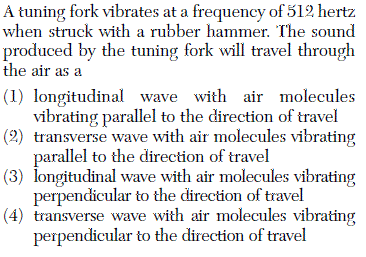 A tuning fork vibrates at a frequency of 512 hertz
when struck with a rubber hammer. The sound
produced by the tuning fork will travel through
the air as a
(1) longitudinal wave with air molecules
vibrating parallel to the direction of travel
(2) transverse wave with air molecules vibrating
parallel to the direction of travel
(3) longitudinal wave with air molecules vibrating
perpendicular to the direction of travel
(4) transverse wave with air molecules vibrating
perpendicular to the direction of travel